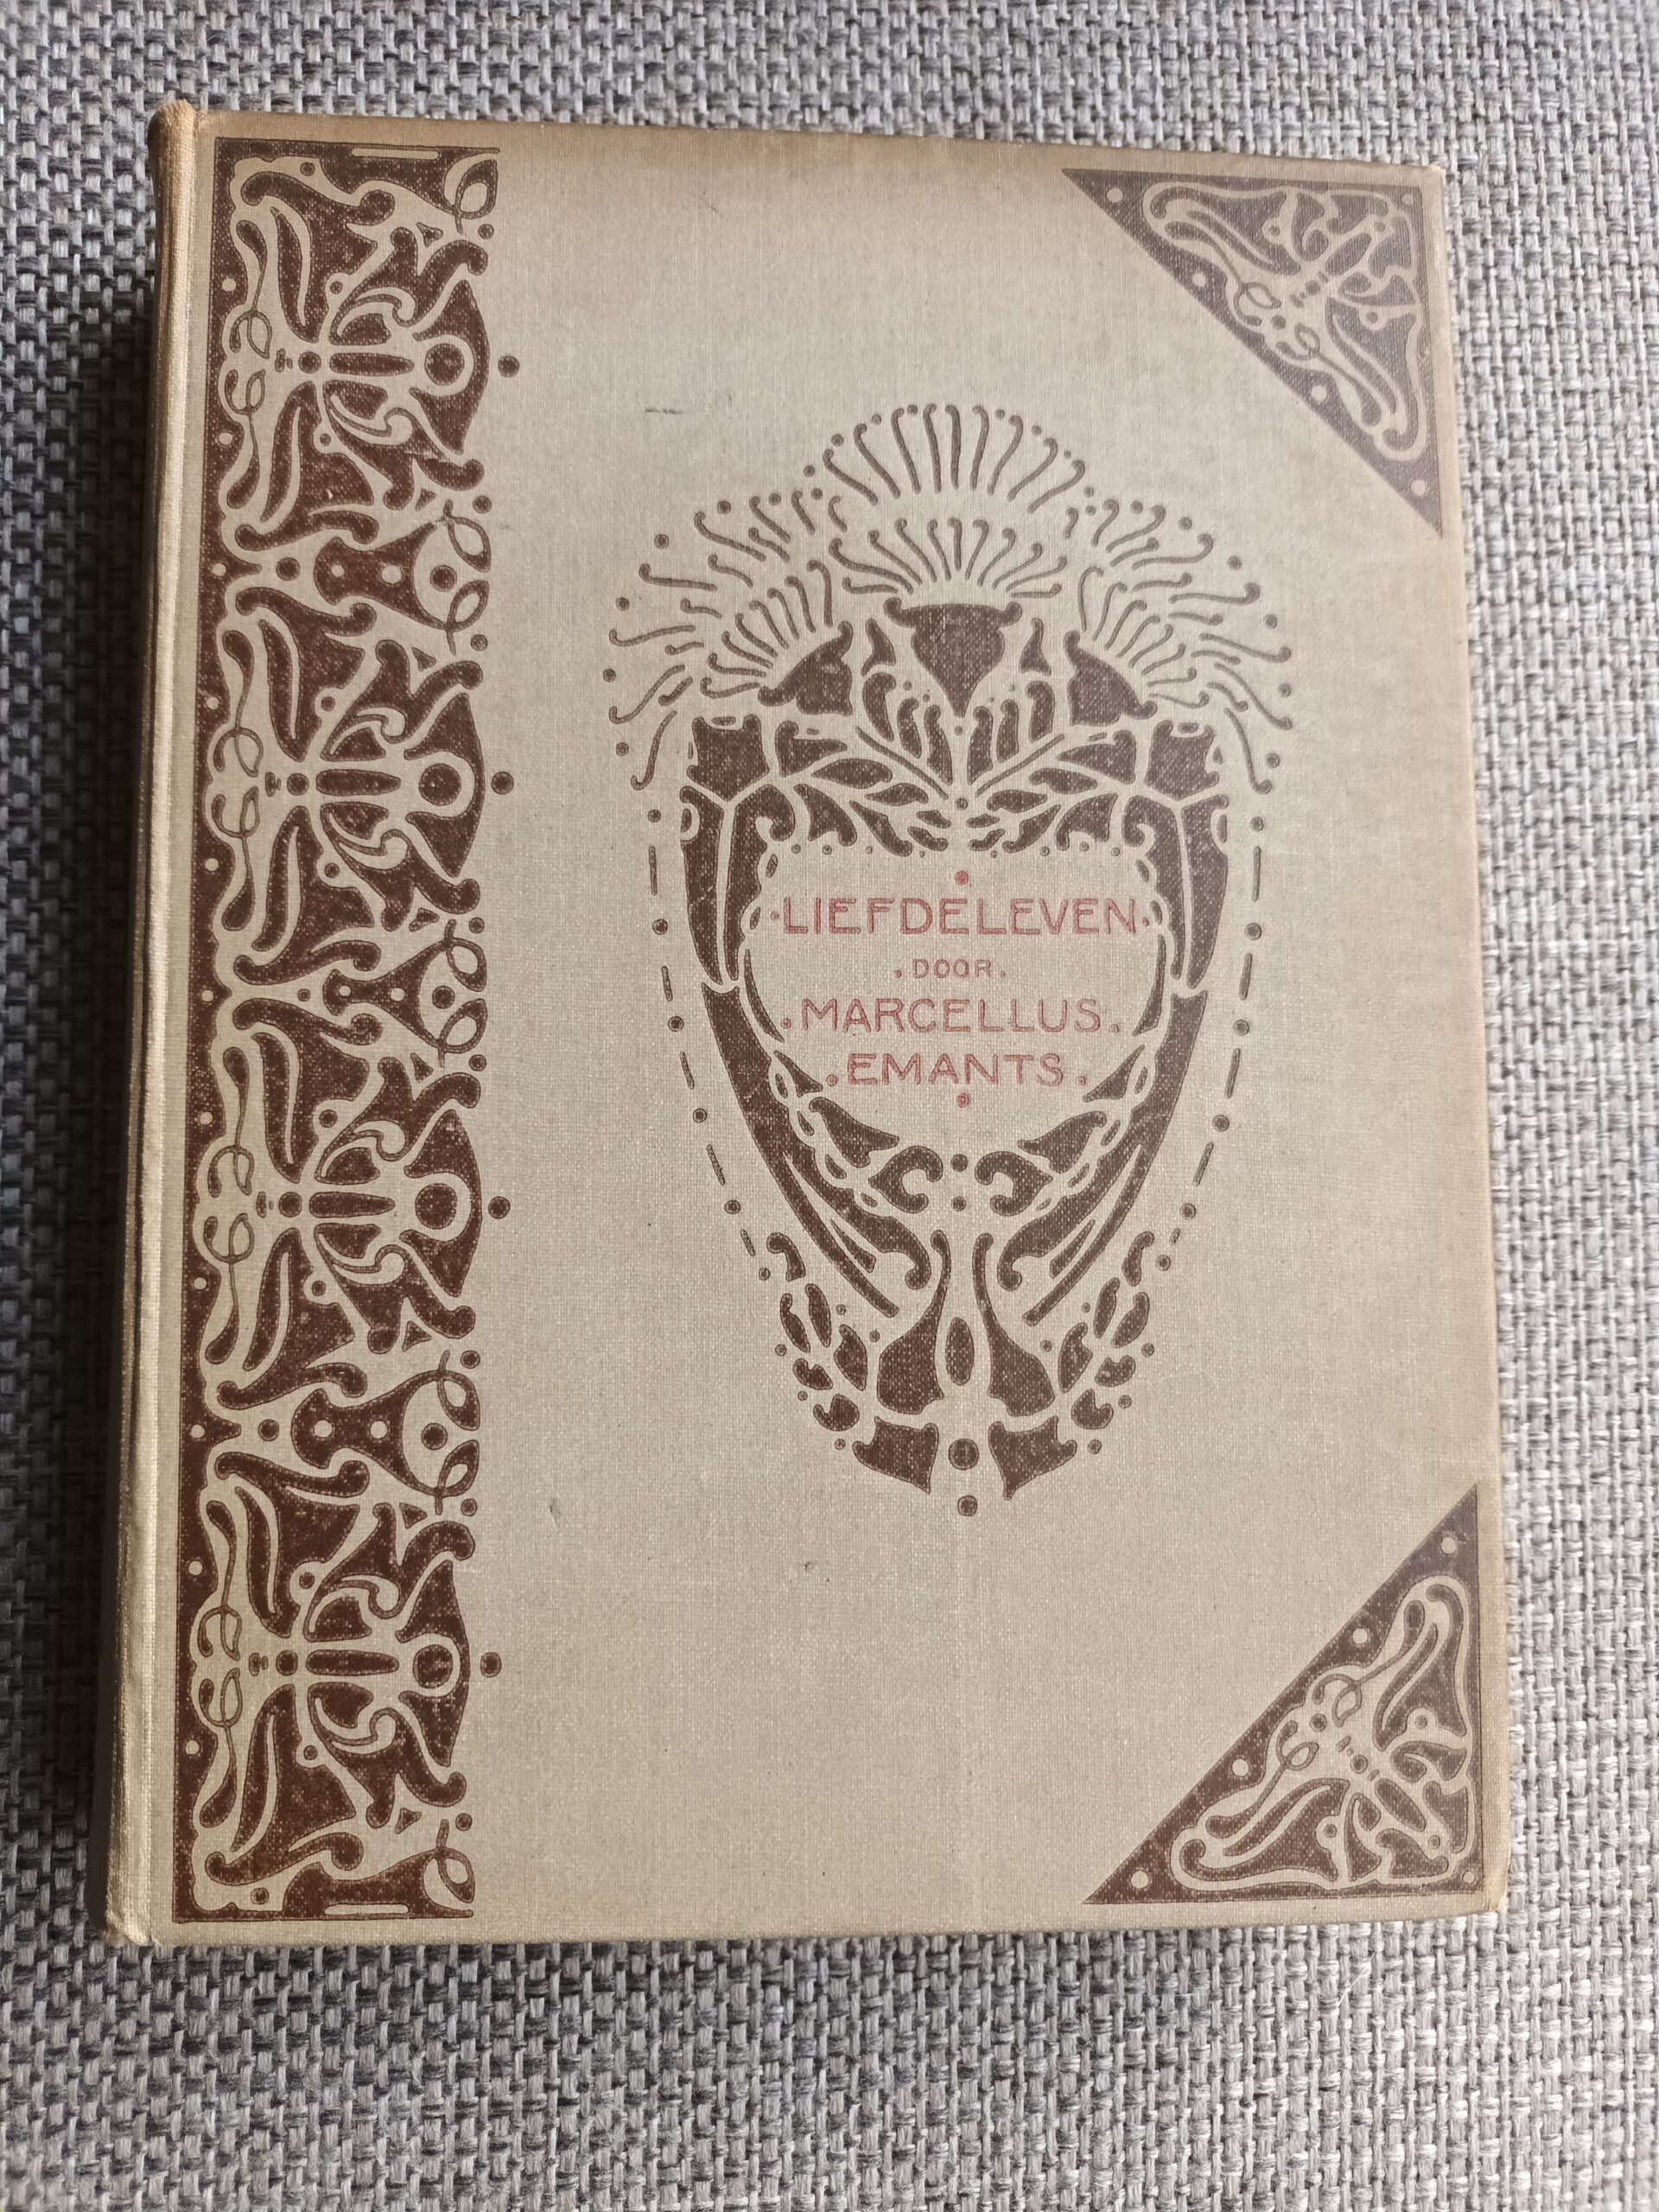 ·LIEFDELEVEN·
.DOOR.
.MARCELLUS.
.EMANTS.